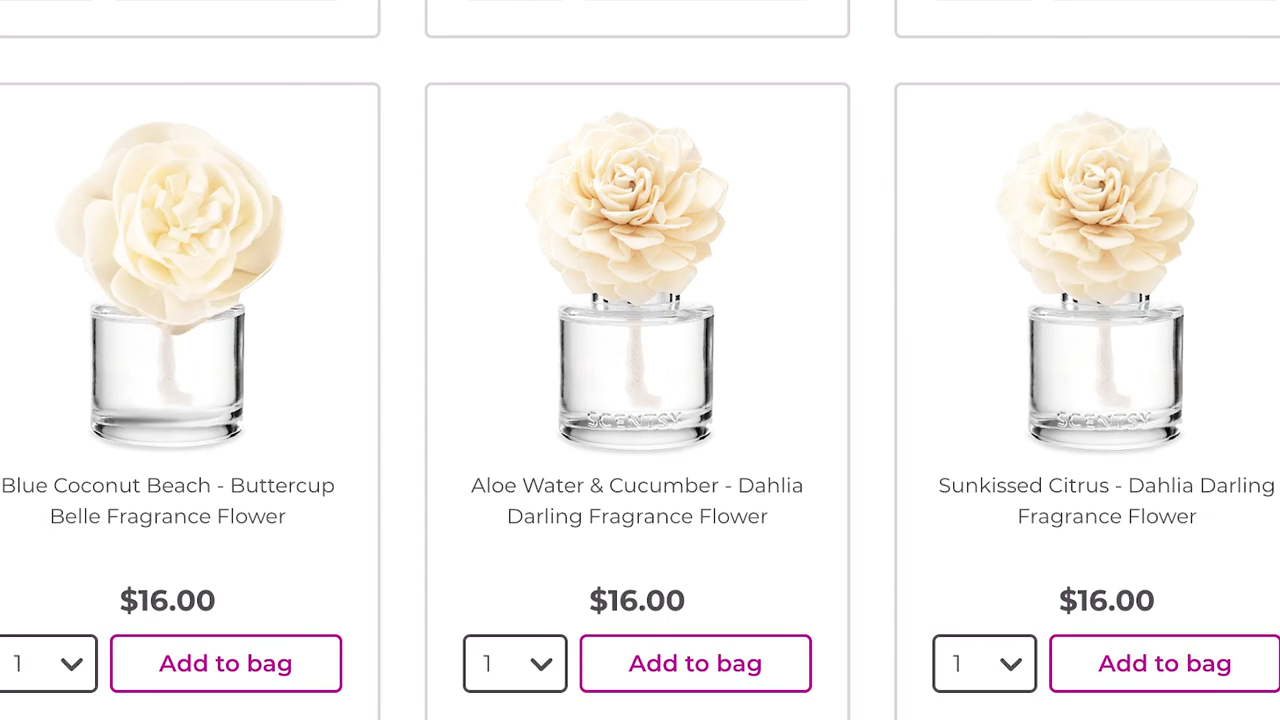 SCENTSY
SCENTSY
Blue Coconut Beach - Buttercup
Belle Fragrance Flower
Aloe Water & Cucumber - Dahlia
Darling Fragrance Flower
Sunkissed Citrus - Dahlia Darling
Fragrance Flower
$16.00
$16.00
$16.00
1
Add to bag
1
Add to bag
1
Add to bag